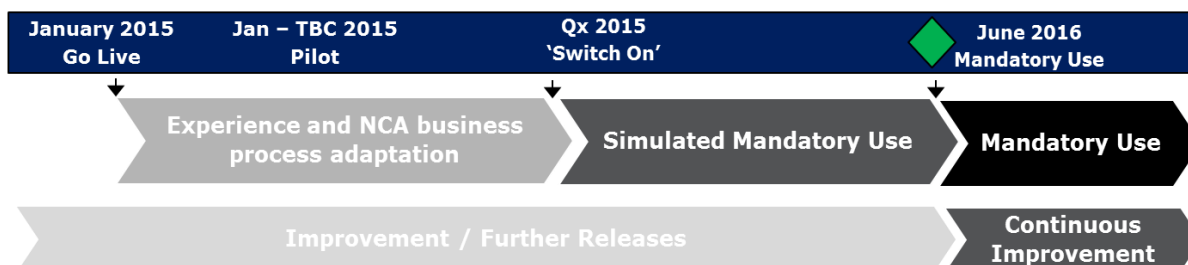 January 2015
Go Live
Jan – TBC 2015
Pilot
Qx 2015
‘Switch On’
June 2016
Mandatory Use
Experience and NCA business
process adaptation
Simulated Mandatory Use
Mandatory Use
Improvement / Further Releases
Continuous
Improvement